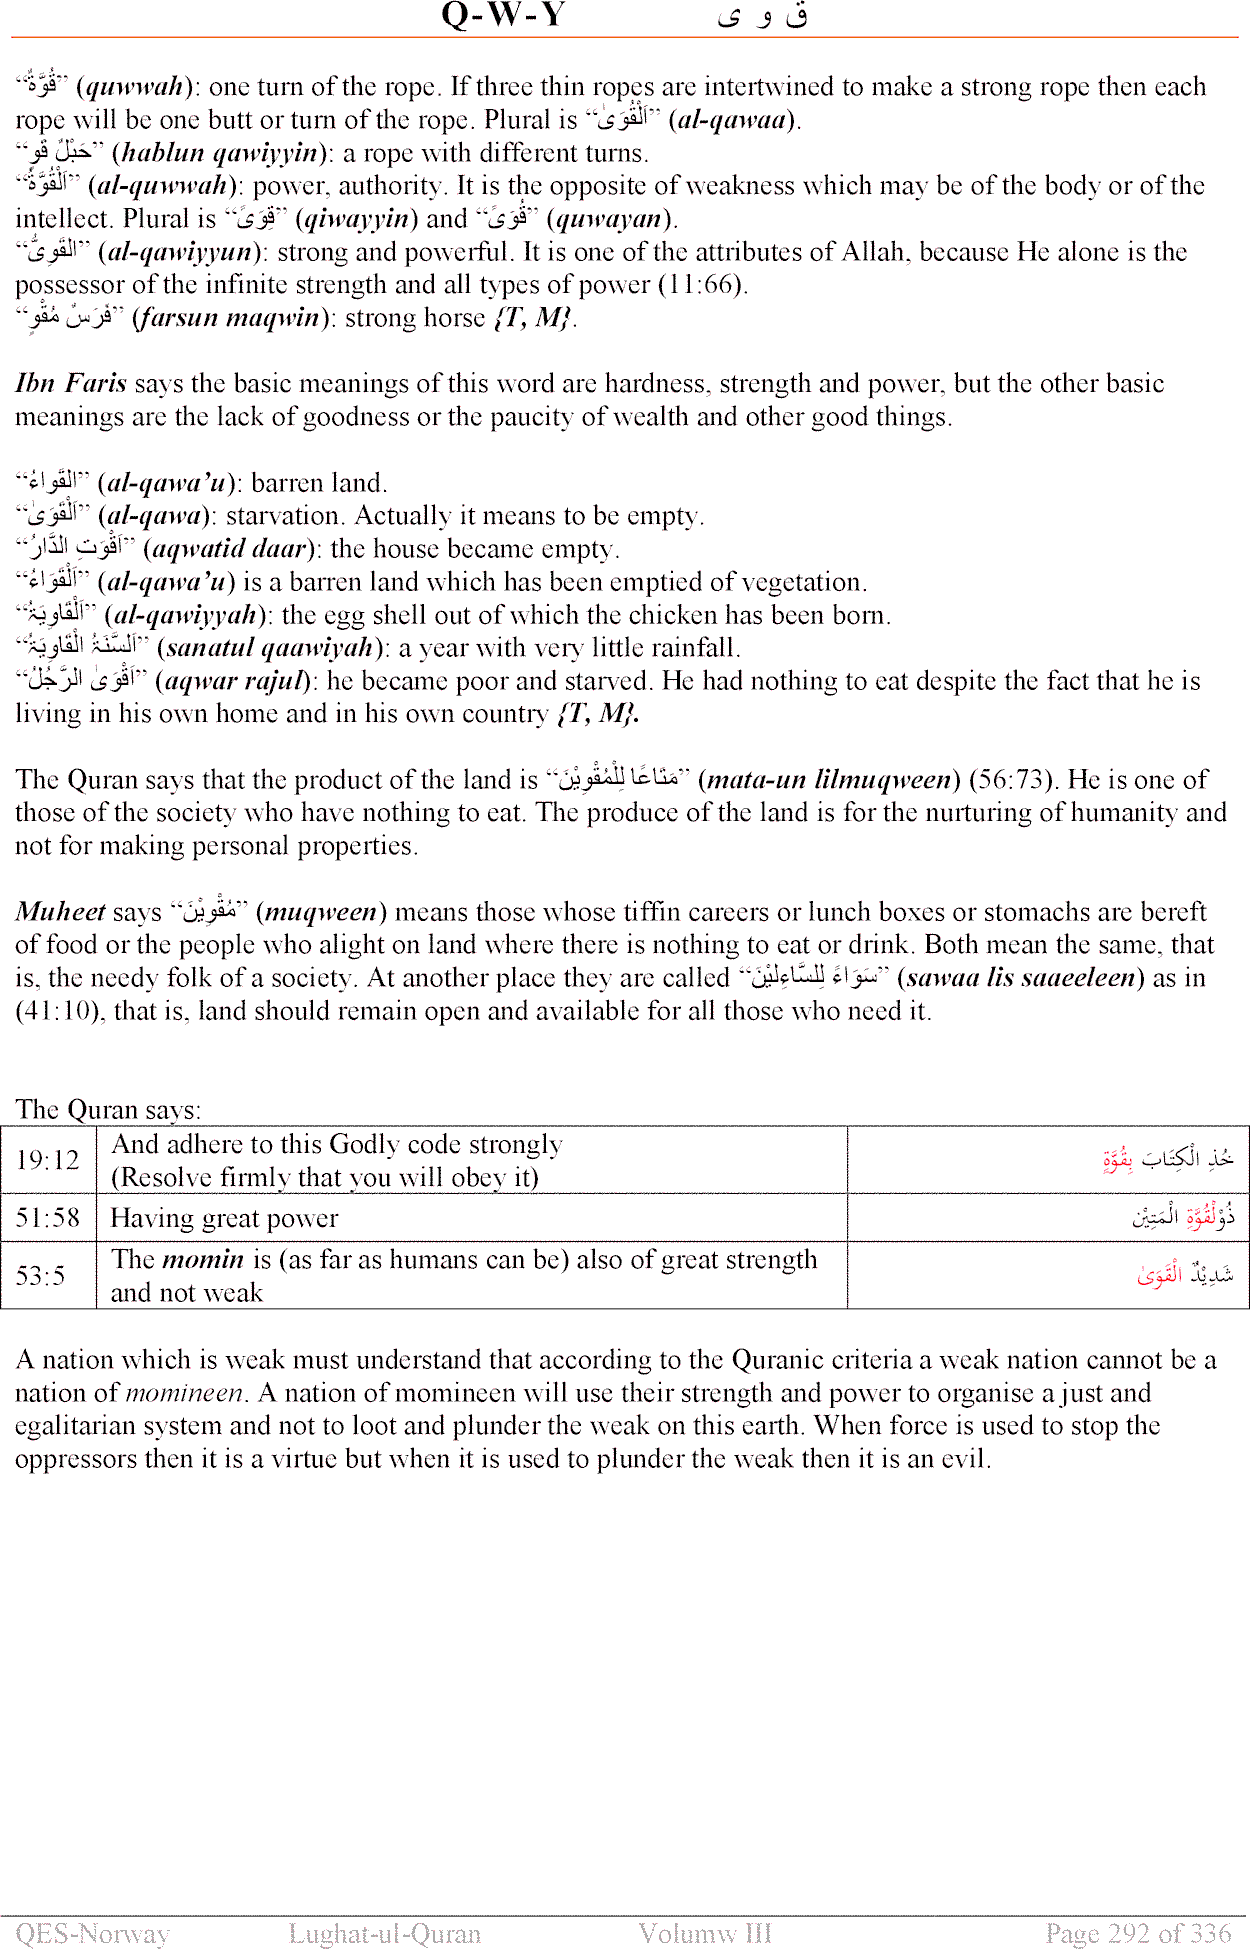 Q-W-Y ق و ی
“قُوَّۃٌ” (quwwah): one turn of the rope. If three thin ropes are intertwined to make a strong rope then each
rope will be one butt or turn of the rope. Plural is “اَلْقُوَیٰ” (al-qawaa).
“حَبْلٌ قَوٍ” (hablun qawiyyin): a rope with different turns.
“اَلْقُوَّۃُ” (al-quwwah): power, authority. It is the opposite of weakness which may be of the body or of the
intellect. Plural is “قِوَیً” (qiwayyin) and “قُوَیً” (quwayan).
“القَوِیُّ” (al-qawiyyun): strong and powerful. It is one of the attributes of Allah, because He alone is the
possessor of the infinite strength and all types of power (11:66).
“فَرَسٌ مُقْوٍ” (farsun maqwin): strong horse {T, M}.
Ibn Faris says the basic meanings of this word are hardness, strength and power, but the other basic
meanings are the lack of goodness or the paucity of wealth and other good things.
“القَواءُ” (al-qawa’u): barren land.
“اَلْقَوَیٰ” (al-qawa): starvation. Actually it means to be empty.
“اَقْوَتِ الدَّارُ” (aqwatid daar): the house became empty.
“اَلْقَوَاءُ” (al-qawa’u) is a barren land which has been emptied of vegetation.
“اَلْقَاوِیَۃُ” (al-qawiyyah): the egg shell out of which the chicken has been born.
“اَلسَّنَۃُ الْقَاوِیَۃُ” (sanatul qaawiyah): a year with very little rainfall.
“اَقْوَیٰ الرَّجُلُ” (aqwar rajul): he became poor and starved. He had nothing to eat despite the fact that he is
living in his own home and in his own country {T, M}.
The Quran says that the product of the land is “مَتَاعًا لِلْمُقْوِیْنَ” (mata-un lilmuqween) (56:73). He is one of
those of the society who have nothing to eat. The produce of the land is for the nurturing of humanity and
not for making personal properties.
Muheet says “مُقْوِیْنَ” (muqween) means those whose tiffin careers or lunch boxes or stomachs are bereft
of food or the people who alight on land where there is nothing to eat or drink. Both mean the same, that
is, the needy folk of a society. At another place they are called “سَوَاءً لِلسَّاءِلِیْنَ” (sawaa lis saaeeleen) as in
(41:10), that is, land should remain open and available for all those who need it.
The Quran says:
19:12 And adhere to this Godly code strongly
(Resolve firmly that you will obey it) خُذِ الْکِتَابَ بِقُوَّۃٍ
51:58 Having great power ذُوْلْقُوَّۃِ الْمَتِیْن
53:5 The momin is (as far as humans can be) also of great strength
and not weak شَدِیْدٌ الْقَوَیٰ
A nation which is weak must understand that according to the Quranic criteria a weak nation cannot be a
nation of momineen. A nation of momineen will use their strength and power to organise a just and
egalitarian system and not to loot and plunder the weak on this earth. When force is used to stop the
oppressors then it is a virtue but when it is used to plunder the weak then it is an evil.
QES-Norway Lughat-ul-Quran Volumw III Page 292 of 336